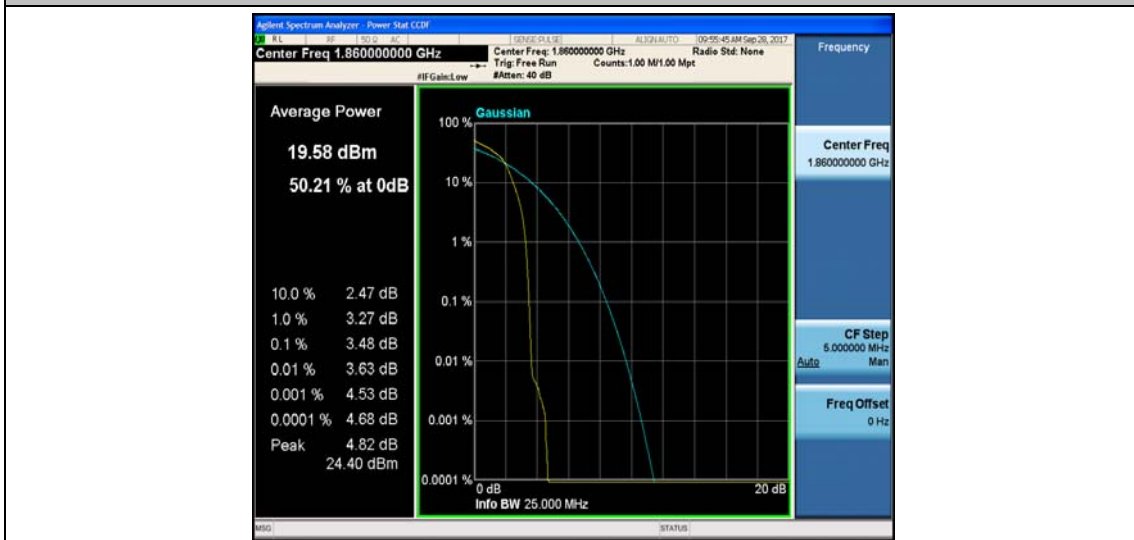 Agilent Spectrum Analyzer - Power Stat CCDF
RL RF 50 Ω AC SENSE:PULSE ALIGN AUTO 09:55:45 AM Sep 28, 2017
Center Freq 1.860000000 GHz
Center Freq: 1.860000000 GHz Radio Std: None
Trig: Free Run Counts:1.00 M/1.00 Mpt
#IFGain:Low #Atten: 40 dB
Frequency
Average Power
19.58 dBm
50.21 % at 0dB
10.0 % 2.47 dB
1.0 % 3.27 dB
0.1 % 3.48 dB
0.01 % 3.63 dB
0.001 % 4.53 dB
0.0001 % 4.68 dB
Peak 4.82 dB
24.40 dBm
Gaussian
100 %
10 %
1 %
0.1 %
0.01 %
0.001 %
0.0001 %
0 dB 20 dB
Info BW 25.000 MHz
Center Freq
1.860000000 GHz
CF Step
5.000000 MHz
Auto Man
Freq Offset
0 Hz
MSG STATUS